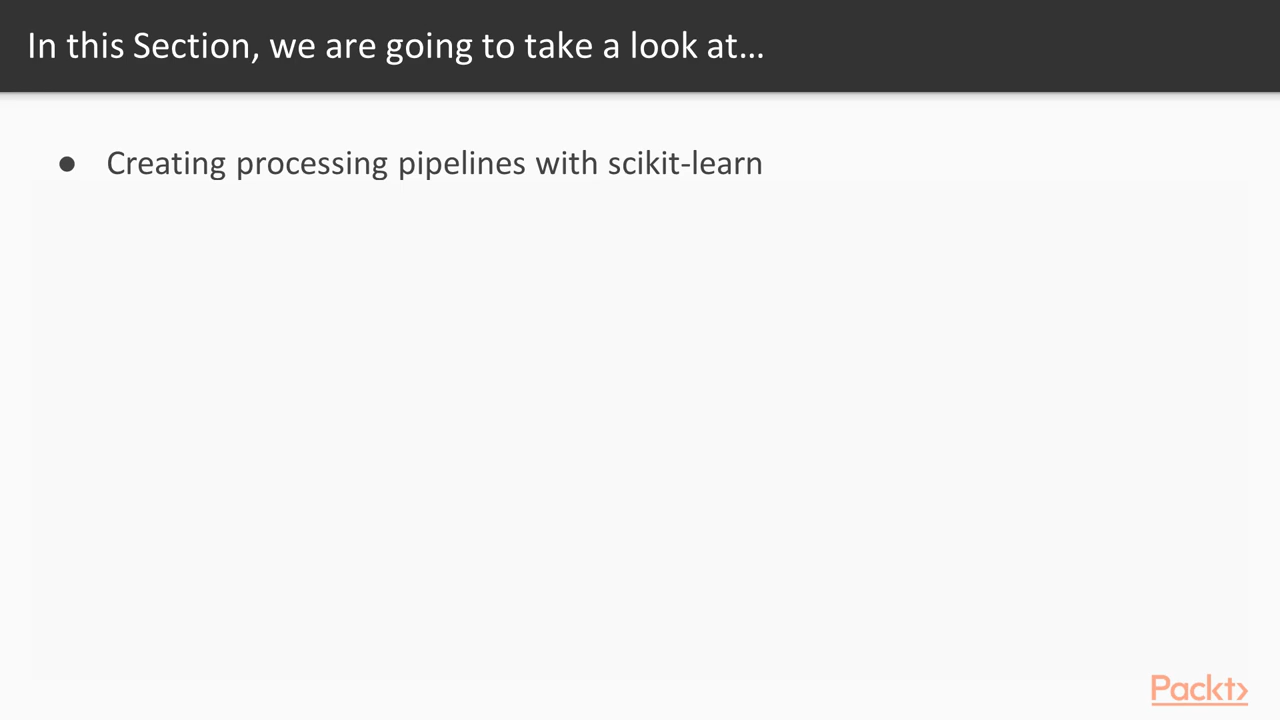 In this Section, we are going to take a look at...
● Creating processing pipelines with scikit-learn
Packt>